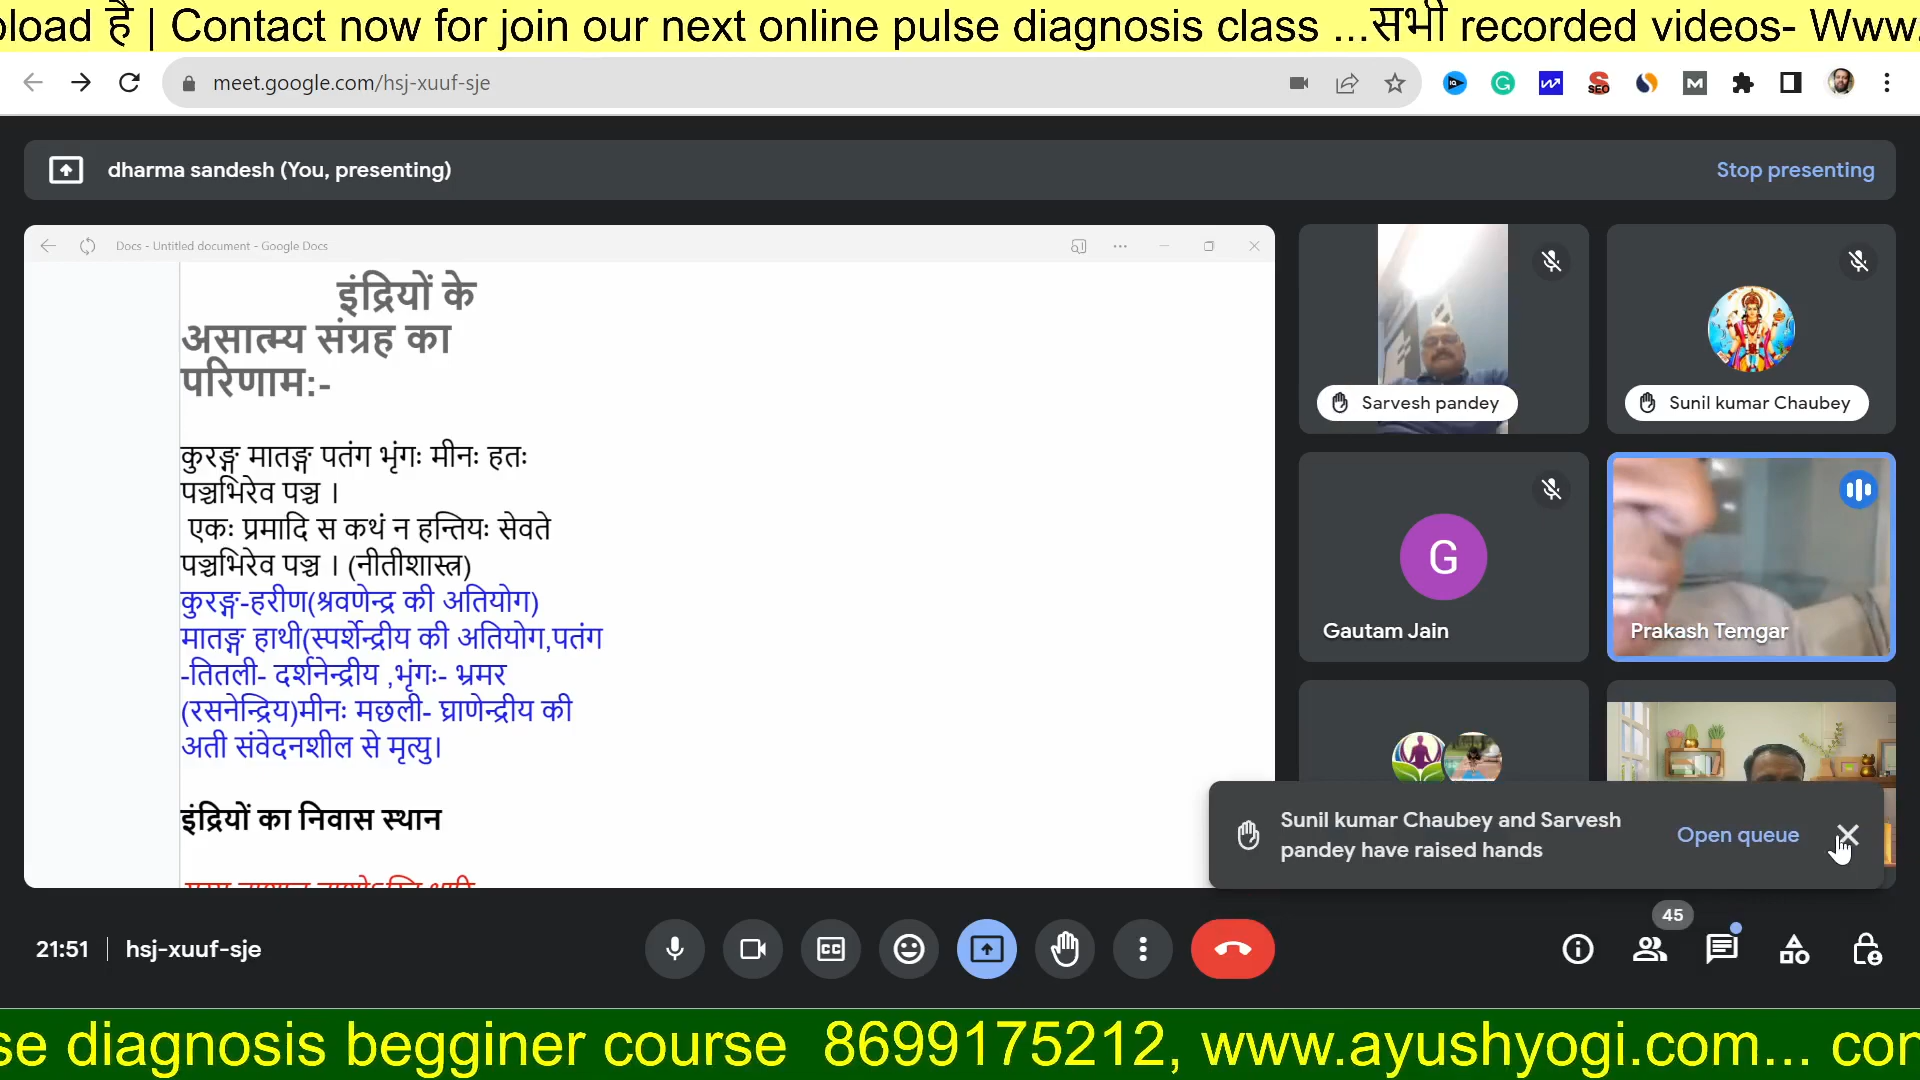 pload है | Contact now for join our next online pulse diagnosis class ...सभी recorded videos- Www.
meet.google.com/hsj-xuuf-sje
dharma sandesh (You, presenting)
Stop presenting
Docs - Untitled document - Google Docs
इंद्रियों के
असात्म्य संग्रह का
परिणाम:-
कुरङ्ग मातङ्ग पतंग भृंगः मीनः हतः
पञ्चभिरेव पञ्च ।
एकः प्रमादि स कथं न हन्तियः सेवते
पञ्चभिरेव पञ्च । (नीतीशास्त्र)
कुरङ्ग-हरीण(श्रवणेन्द्र की अतियोग)
मातङ्ग हाथी(स्पर्शेन्द्रीय की अतियोग,पतंग
-तितली- दर्शनेन्द्रीय ,भृंगः- भ्रमर
(रसनेन्द्रिय)मीनः मछली- घ्राणेन्द्रीय की
अती संवेदनशील से मृत्यु।
इंद्रियों का निवास स्थान
Sarvesh pandey
Sunil kumar Chaubey
G
Gautam Jain
Prakash Temgar
Sunil kumar Chaubey and Sarvesh
pandey have raised hands
Open queue
21:51 | hsj-xuuf-sje
CC
45
se diagnosis begginer course 8699175212, www.ayushyogi.com... con